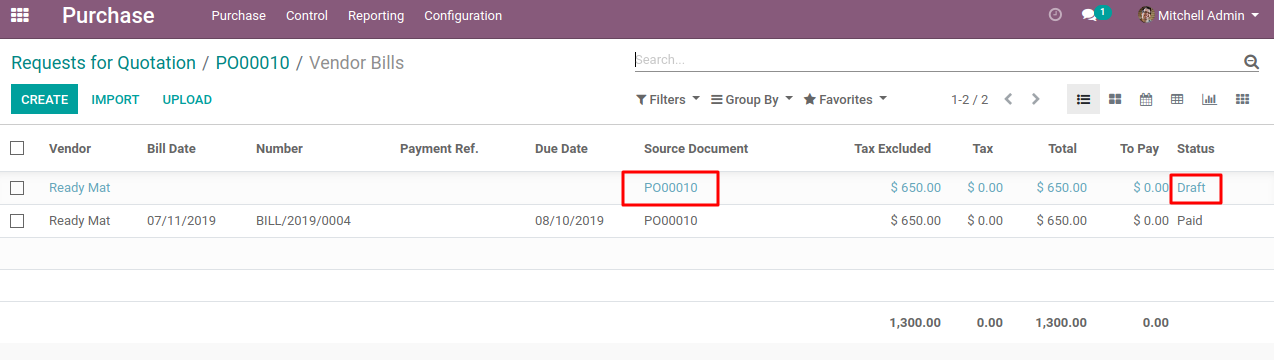 Purchase Purchase Control Reporting Configuration 1 Mitchell Admin
Requests for Quotation / PO00010 / Vendor Bills Search...
CREATE IMPORT UPLOAD Filters Group By Favorites 1-2 / 2
Vendor Bill Date Number Payment Ref. Due Date Source Document Tax Excluded Tax Total To Pay Status
Ready Mat PO00010 $ 650.00 $ 0.00 $ 650.00 $ 0.00 Draft
Ready Mat 07/11/2019 BILL/2019/0004 08/10/2019 PO00010 $ 650.00 $ 0.00 $ 650.00 $ 0.00 Paid
1,300.00 0.00 1,300.00 0.00